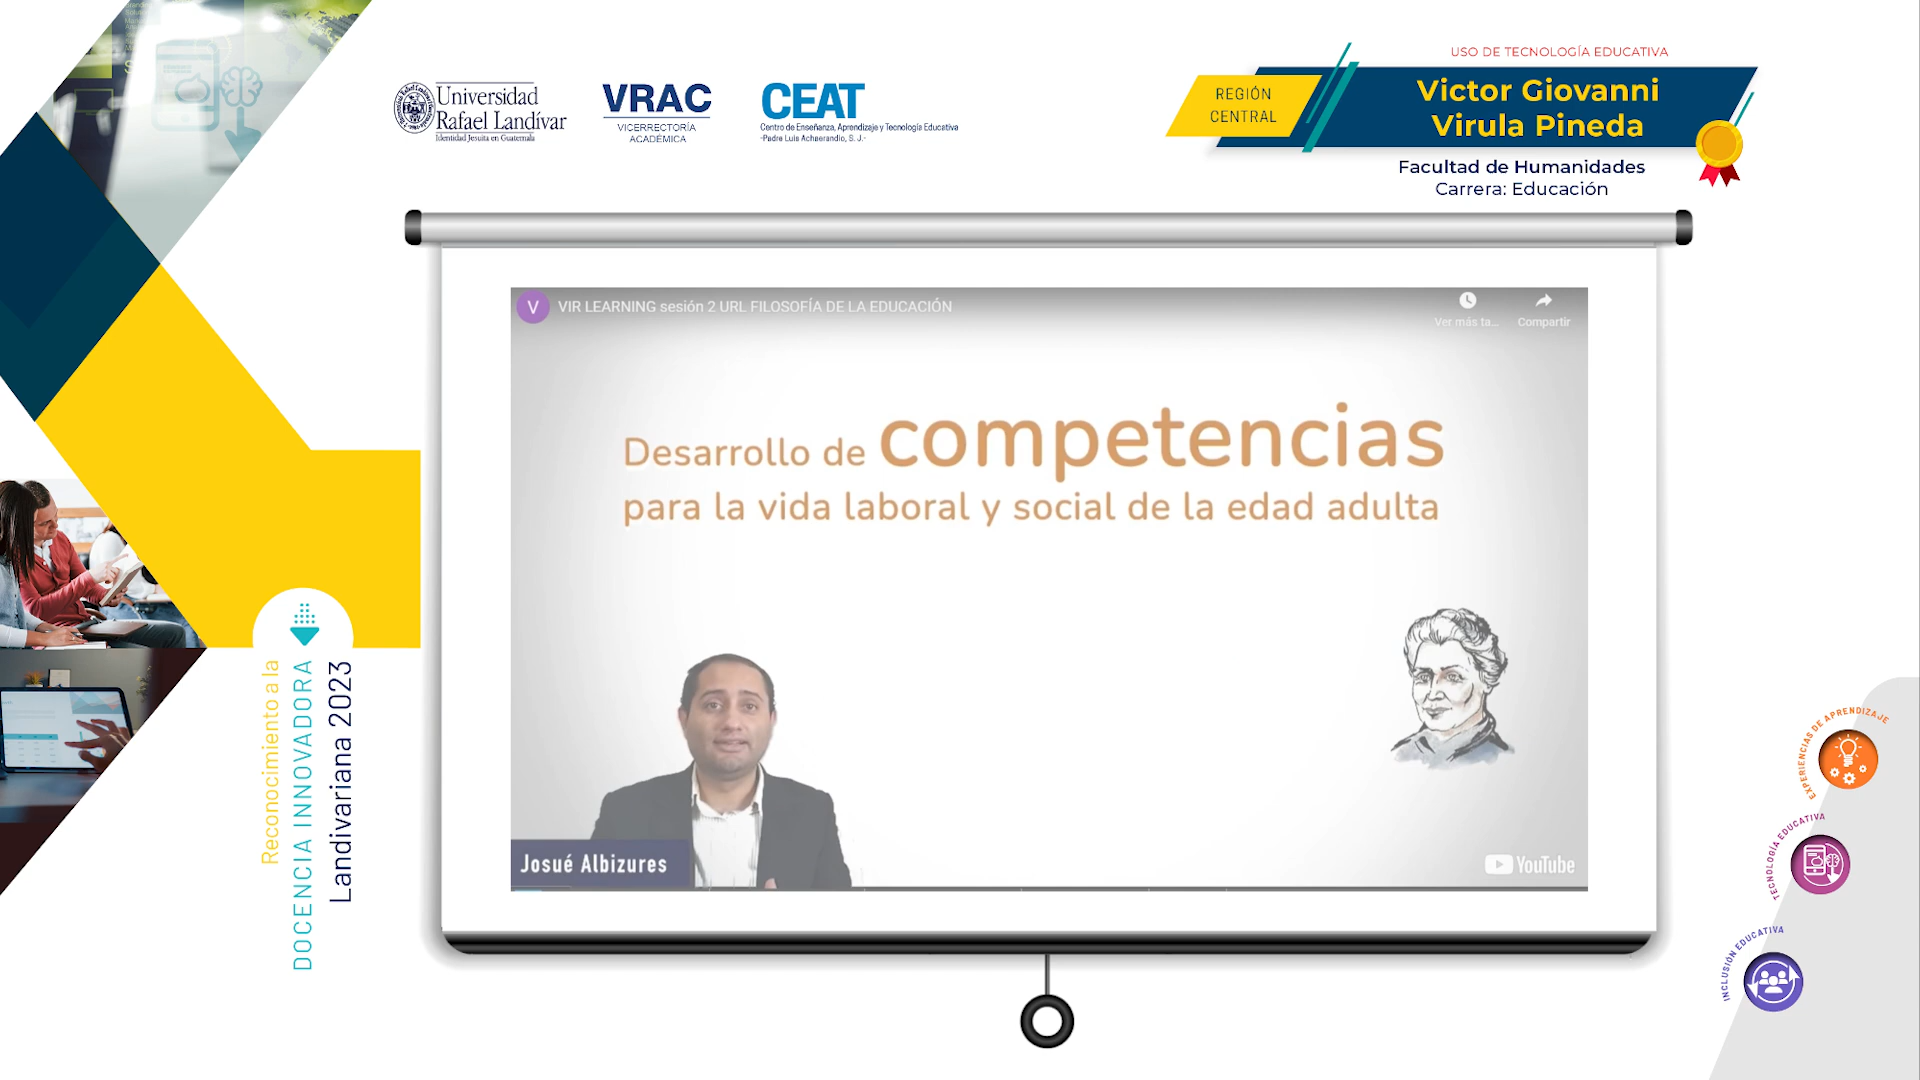 Universidad
Rafael Landívar
Identidad Jesuita en Guatemala
VRAC
VICERRECTORÍA
ACADÉMICA
CEAT
Centro de Enseñanza, Aprendizaje y Tecnología Educativa
-Padre Luis Achaerandio, S. J.-
USO DE TECNOLOGÍA EDUCATIVA
REGIÓN
CENTRAL
Victor Giovanni
Virula Pineda
Facultad de Humanidades
Carrera: Educación
V
VIR LEARNING sesión 2 URL FILOSOFÍA DE LA EDUCACIÓN
Ver más ta...
Compartir
Desarrollo de competencias
para la vida laboral y social de la edad adulta
Josué Albizures
YouTube
Reconocimiento a la
DOCENCIA INNOVADORA
Landivariana 2023
EXPERIENCIAS DE APRENDIZAJE
TECNOLOGÍA EDUCATIVA
INCLUSIÓN EDUCATIVA